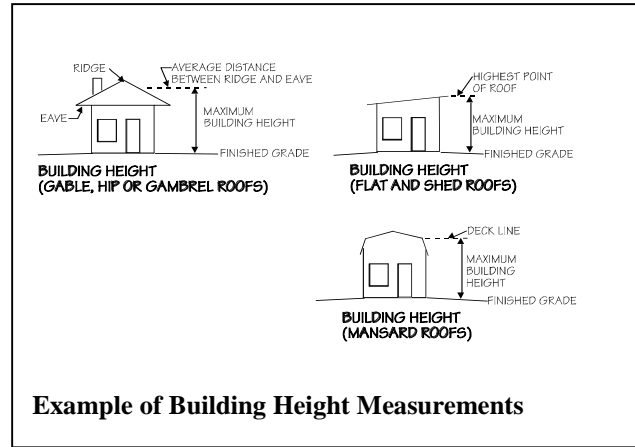 RIDGE
AVERAGE DISTANCE
BETWEEN RIDGE AND EAVE
EAVE
MAXIMUM
BUILDING HEIGHT
FINISHED GRADE
BUILDING HEIGHT
(GABLE, HIP OR GAMBREL ROOFS)
HIGHEST POINT
OF ROOF
MAXIMUM
BUILDING HEIGHT
FINISHED GRADE
BUILDING HEIGHT
(FLAT AND SHED ROOFS)
DECK LINE
MAXIMUM
BUILDING
HEIGHT
FINISHED GRADE
BUILDING HEIGHT
(MANSARD ROOFS)
Example of Building Height Measurements